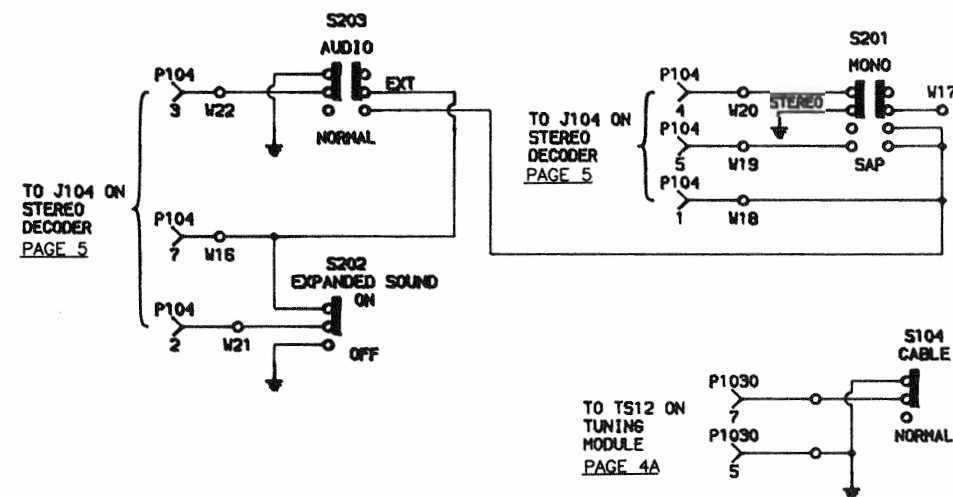 S203
AUDIO
P104
3
W22
EXT
NORMAL
TO J104 ON
STEREO
DECODER
PAGE 5
P104
7
W16
S202
EXPANDED SOUND
ON
P104
2
W21
OFF
S201
MONO
P104
4
W20
STEREO
W17
TO J104 ON
STEREO
DECODER
PAGE 5
P104
5
W19
SAP
P104
1
W18
S104
CABLE
P1030
7
TO TS12 ON
TUNING
MODULE
PAGE 4A
P1030
5
NORMAL